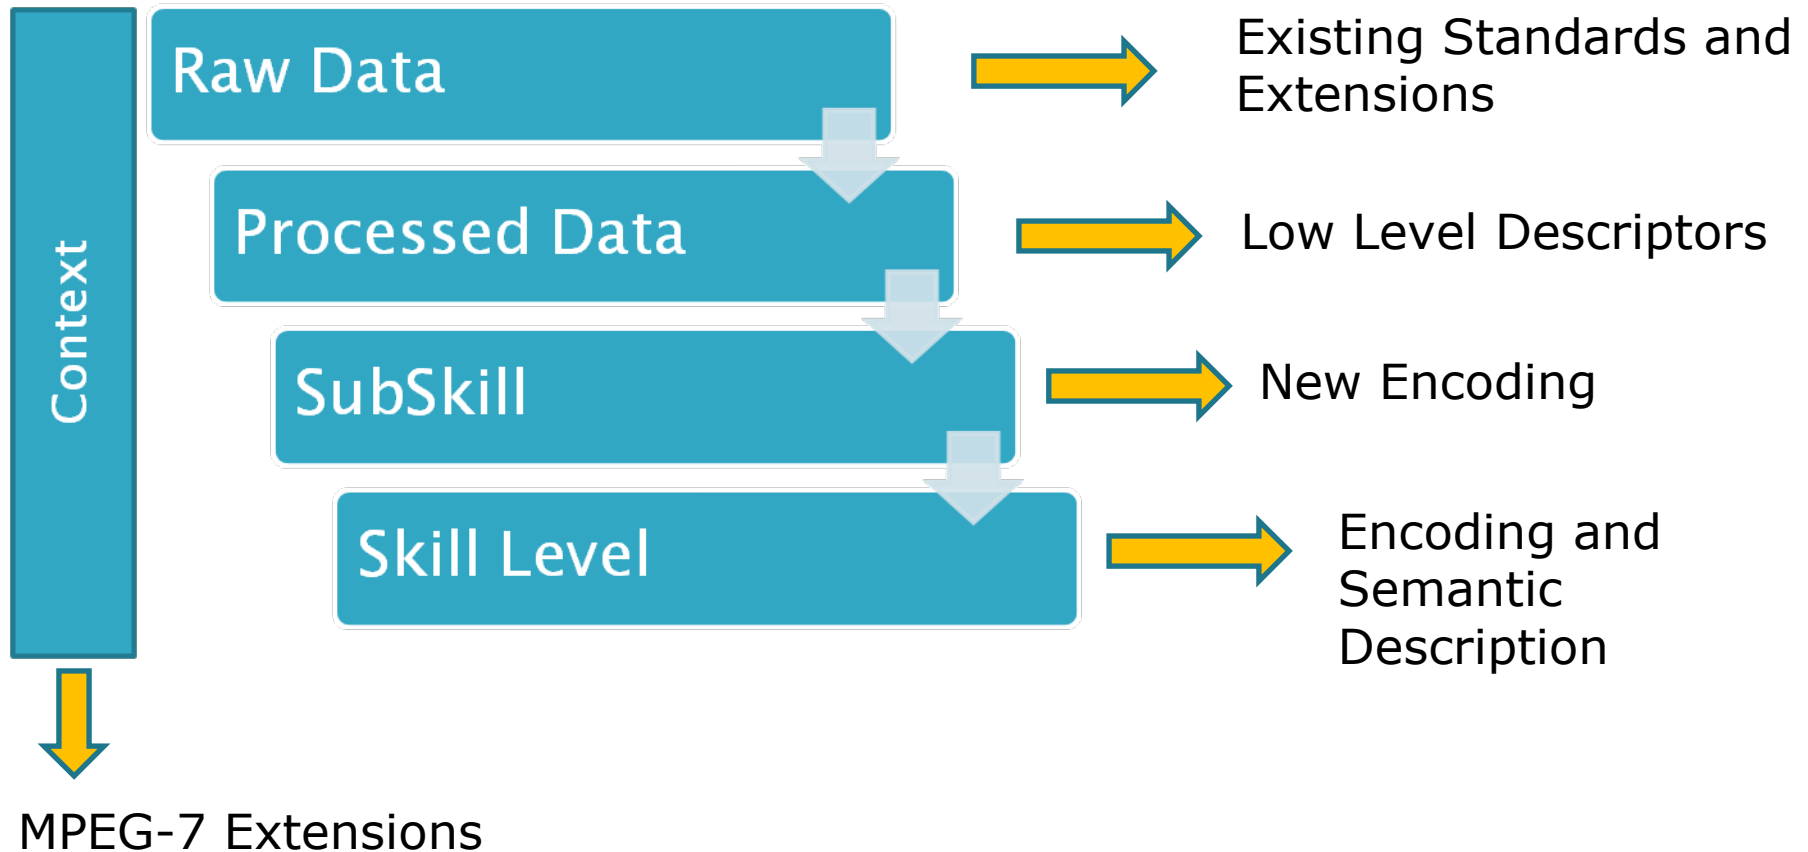 Context
Raw Data
Existing Standards and
Extensions
Processed Data
Low Level Descriptors
SubSkill
New Encoding
Skill Level
Encoding and
Semantic
Description
MPEG-7 Extensions